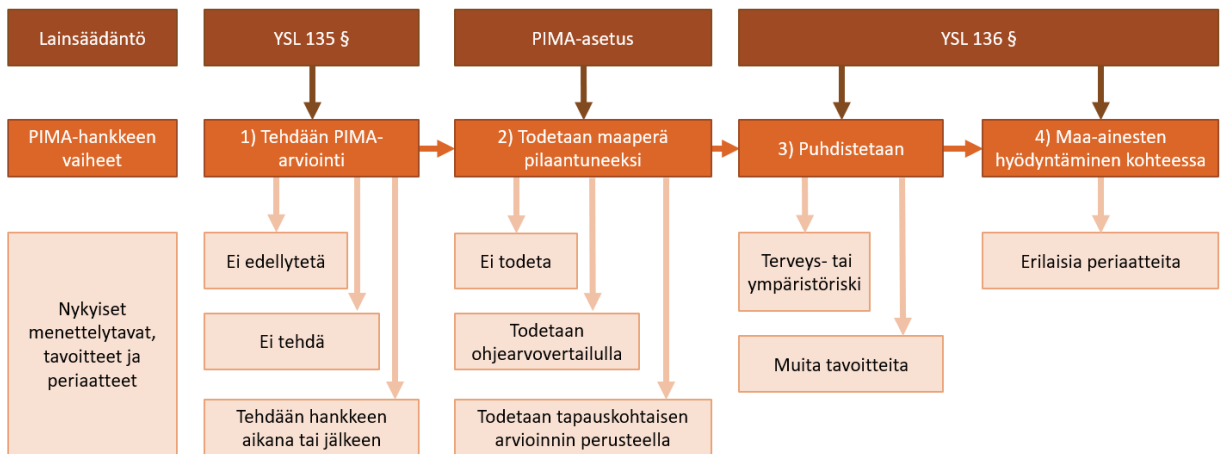 Lainsäädäntö
YSL 135 §
PIMA-asetus
YSL 136 §
PIMA-hankkeen
vaiheet
1) Tehdään PIMA-
arviointi
2) Todetaan maaperä
pilaantuneeksi
3) Puhdistetaan
4) Maa-ainesten
hyödyntäminen kohteessa
Nykyiset
menettelytavat,
tavoitteet ja
periaatteet
Ei edellytetä
Ei tehdä
Tehdään hankkeen
aikana tai jälkeen
Ei todeta
Todetaan
ohjearvovertailulla
Todetaan tapauskohtaisen
arvioinnin perusteella
Terveys- tai
ympäristöriski
Muita tavoitteita
Erilaisia periaatteita